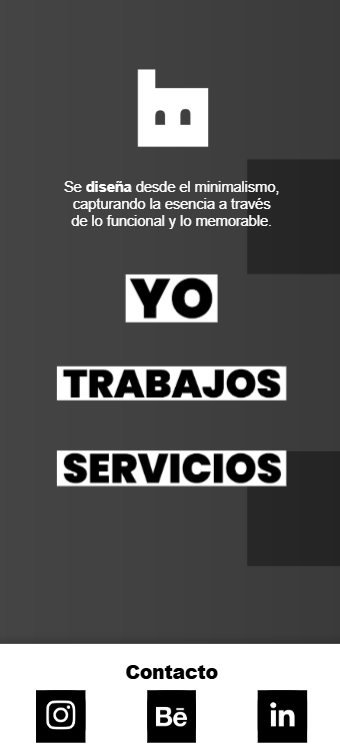 Se diseña desde el minimalismo,
capturando la esencia a través
de lo funcional y lo memorable.
YO
TRABAJOS
SERVICIOS
Contacto
Bē
in